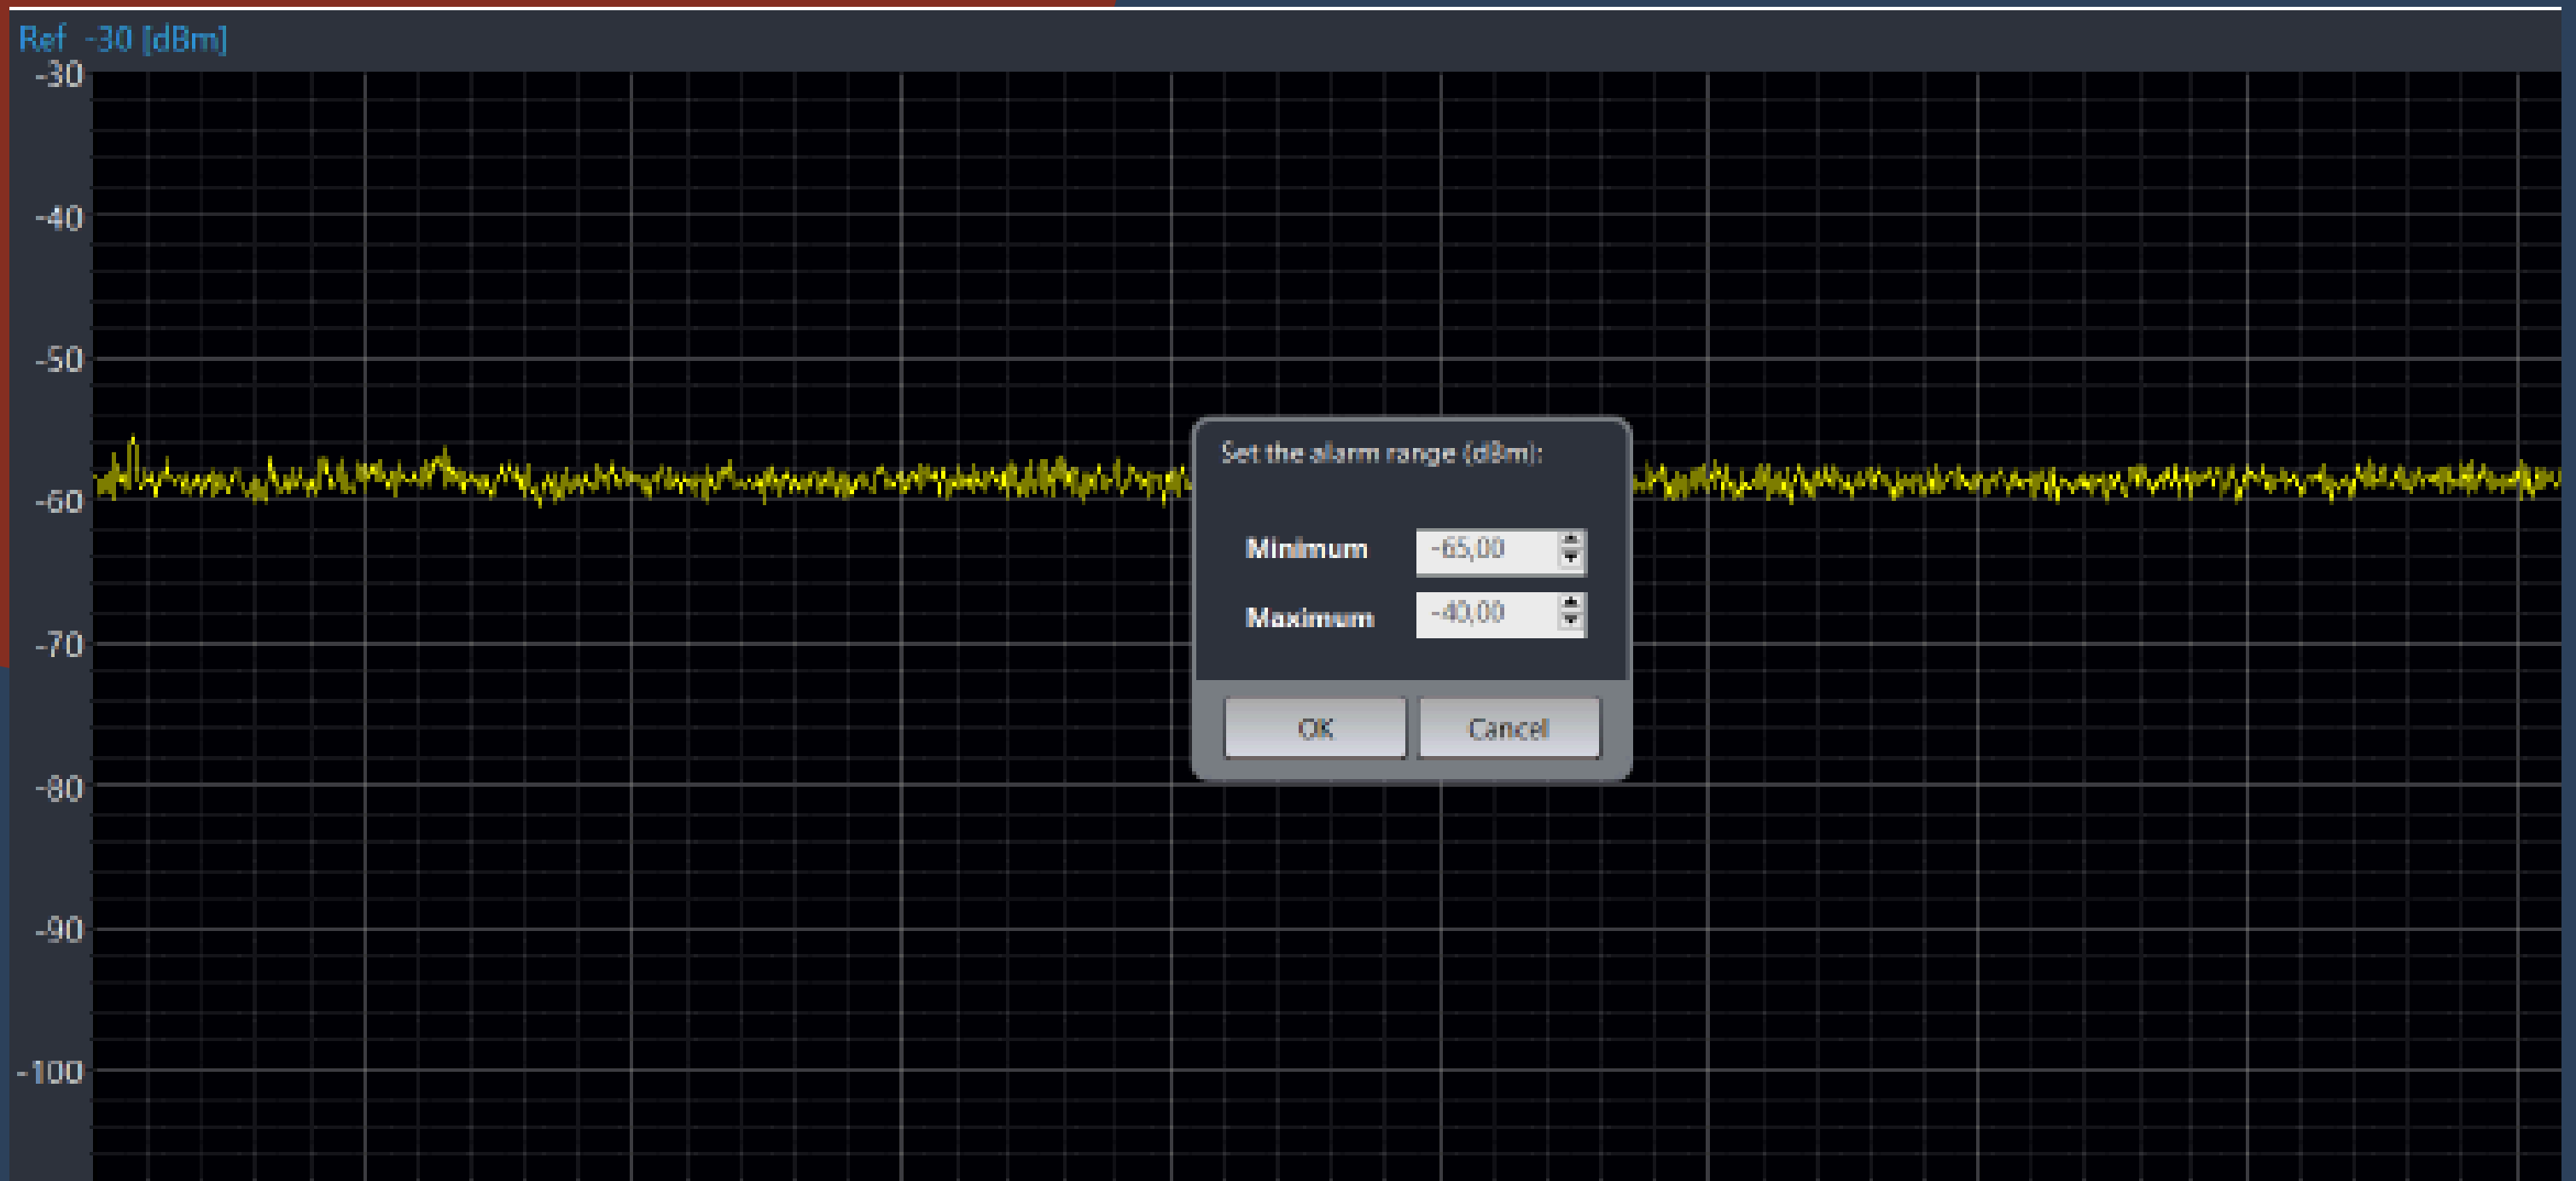 Ref -30 [dBm]
-30
-40
-50
-60
-70
-80
-90
-100
Set the alarm range (dBm):
Minimum -65,00
Maximum -40,00
OK Cancel